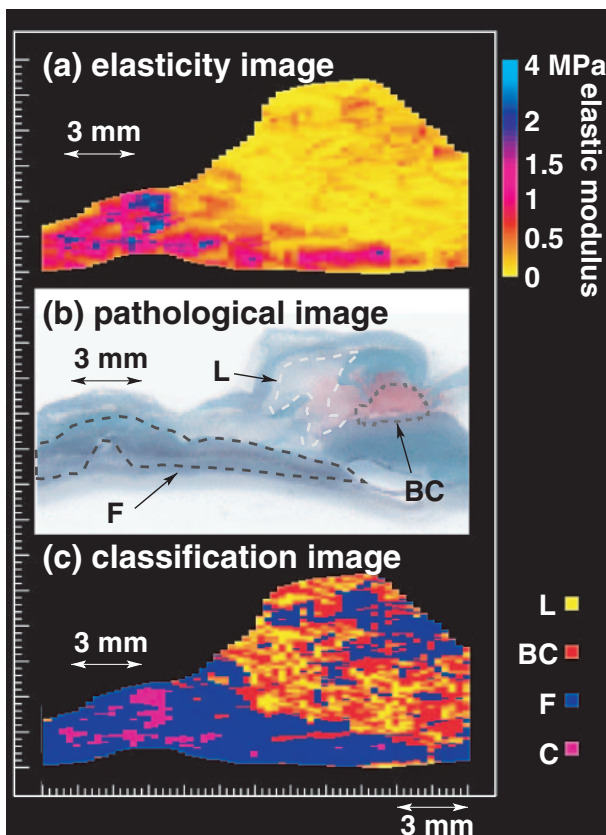 (a) elasticity image
3 mm
4 MPa
2
1.5
1
0.5
0
elastic modulus
(b) pathological image
3 mm
L
BC
F
(c) classification image
3 mm
L
BC
F
C
3 mm